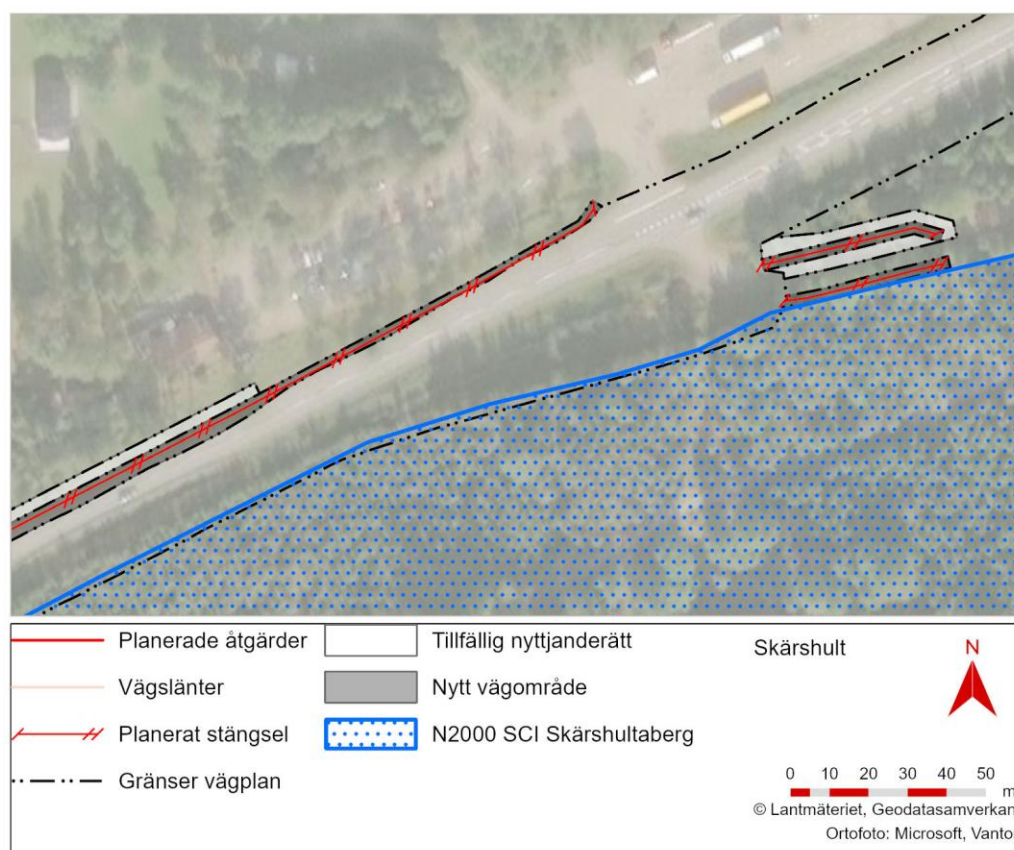 Planerade åtgärder
Vägslänter
Planerat stängsel
Gränser vägplan
Tillfällig nyttjanderätt
Nytt vägområde
N2000 SCI Skärshultaberg
Skärshult
N
0 10 20 30 40 50 m
© Lantmäteriet, Geodatasamverkan
Ortofoto: Microsoft, Vanto